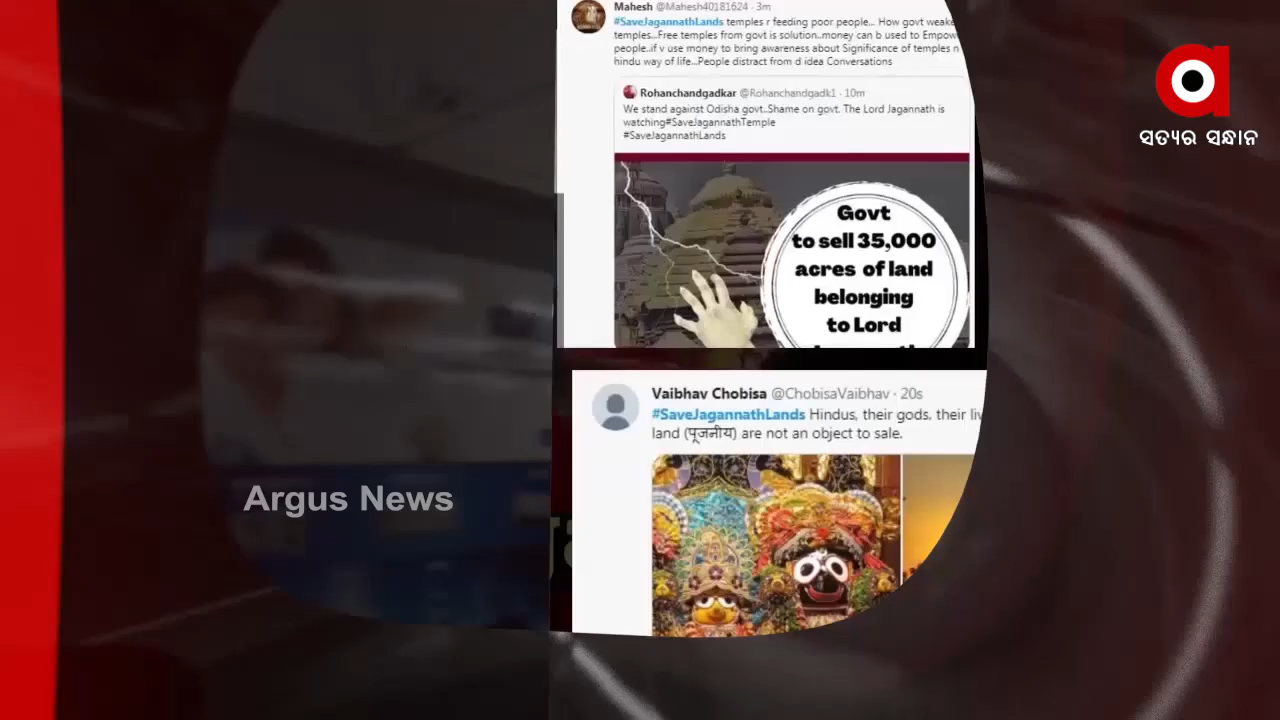 Mahesh @Mahesh40181624 · 3m
#SaveJagannathLands temples r feeding poor people... How govt weake
temples...Free temples from govt is solution..money can b used to Empow
people..if v use money to bring awareness about Significance of temples n
hindu way of life...People distract from d idea Conversations
Rohanchandgadkar @Rohanchandgadk1 · 10m
We stand against Odisha govt..Shame on govt. The Lord Jagannath is
watching#SaveJagannathTemple
#SaveJagannathLands
Govt
to sell 35,000
acres of land
belonging
to Lord
ସତ୍ୟର ସନ୍ଧାନ
Vaibhav Chobisa @ChobisaVaibhav · 20s
#SaveJagannathLands Hindus, their gods, their liv
land (पूजनीय) are not an object to sale.
Argus News